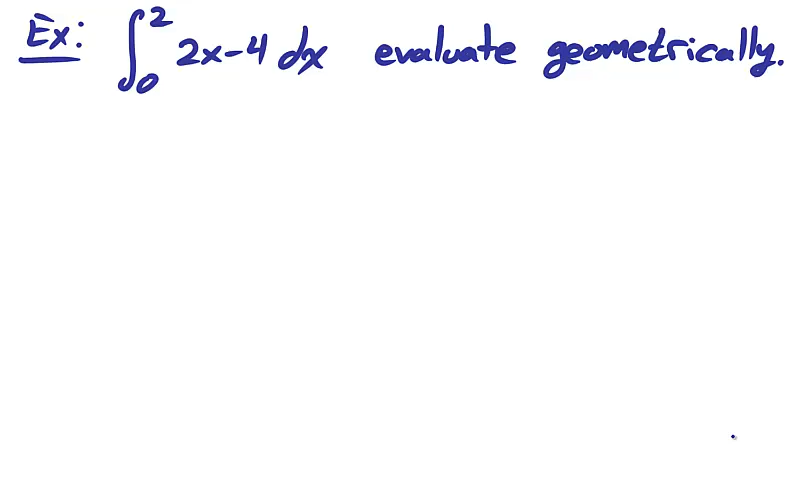 Ex: ∫₀² 2x-4 dx evaluate geometrically.